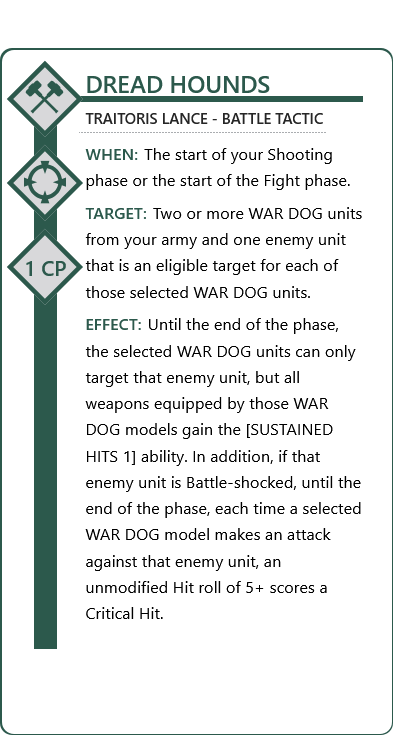 DREAD HOUNDS
TRAITORIS LANCE - BATTLE TACTIC
WHEN: The start of your Shooting
phase or the start of the Fight phase.
TARGET: Two or more WAR DOG units
from your army and one enemy unit
that is an eligible target for each of
those selected WAR DOG units.
1 CP
EFFECT: Until the end of the phase,
the selected WAR DOG units can only
target that enemy unit, but all
weapons equipped by those WAR
DOG models gain the [SUSTAINED
HITS 1] ability. In addition, if that
enemy unit is Battle-shocked, until the
end of the phase, each time a selected
WAR DOG model makes an attack
against that enemy unit, an
unmodified Hit roll of 5+ scores a
Critical Hit.